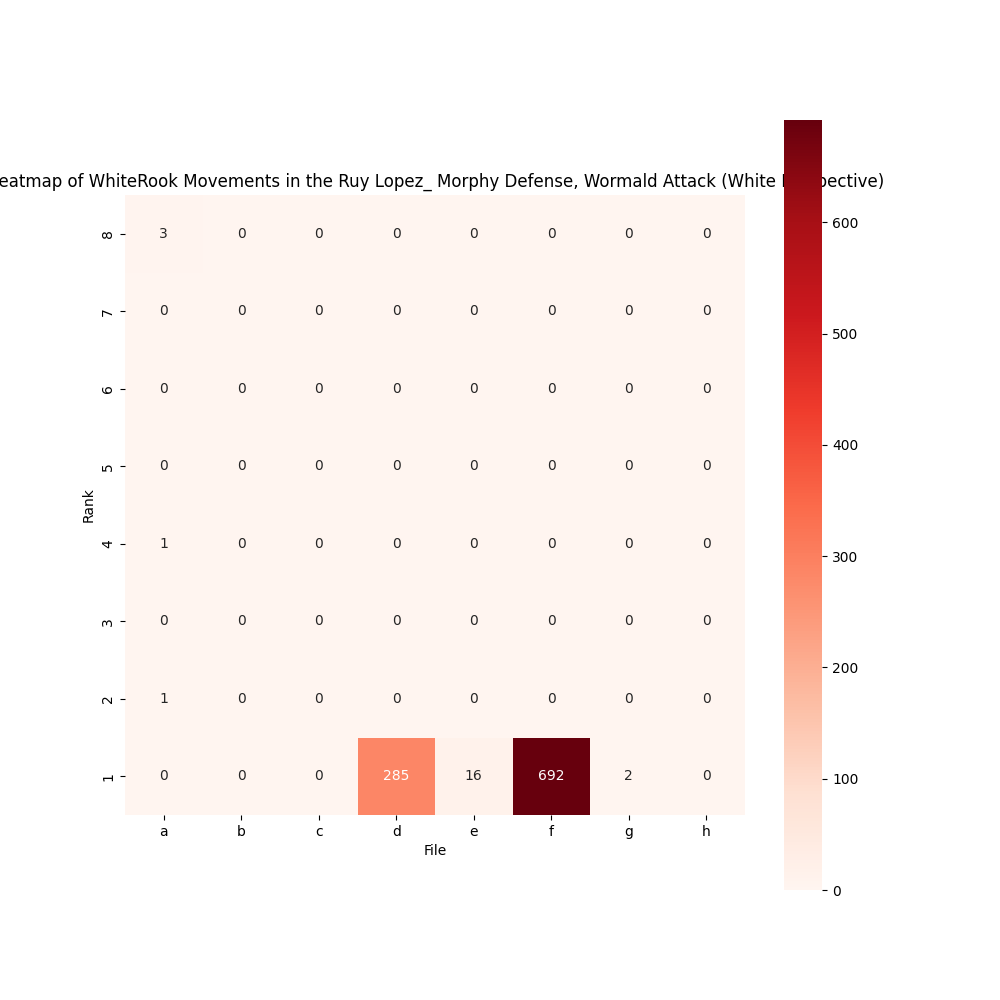 eatmap of WhiteRook Movements in the Ruy Lopez_ Morphy Defense, Wormald Attack (White pective)
8 3 0 0 0 0 0 0 0
7 0 0 0 0 0 0 0 0
6 0 0 0 0 0 0 0 0
5 0 0 0 0 0 0 0 0
4 1 0 0 0 0 0 0 0
3 0 0 0 0 0 0 0 0
2 1 0 0 0 0 0 0 0
1 0 0 0 285 16 692 2 0
a b c d e f g h
File
Rank
600
500
400
300
200
100
0